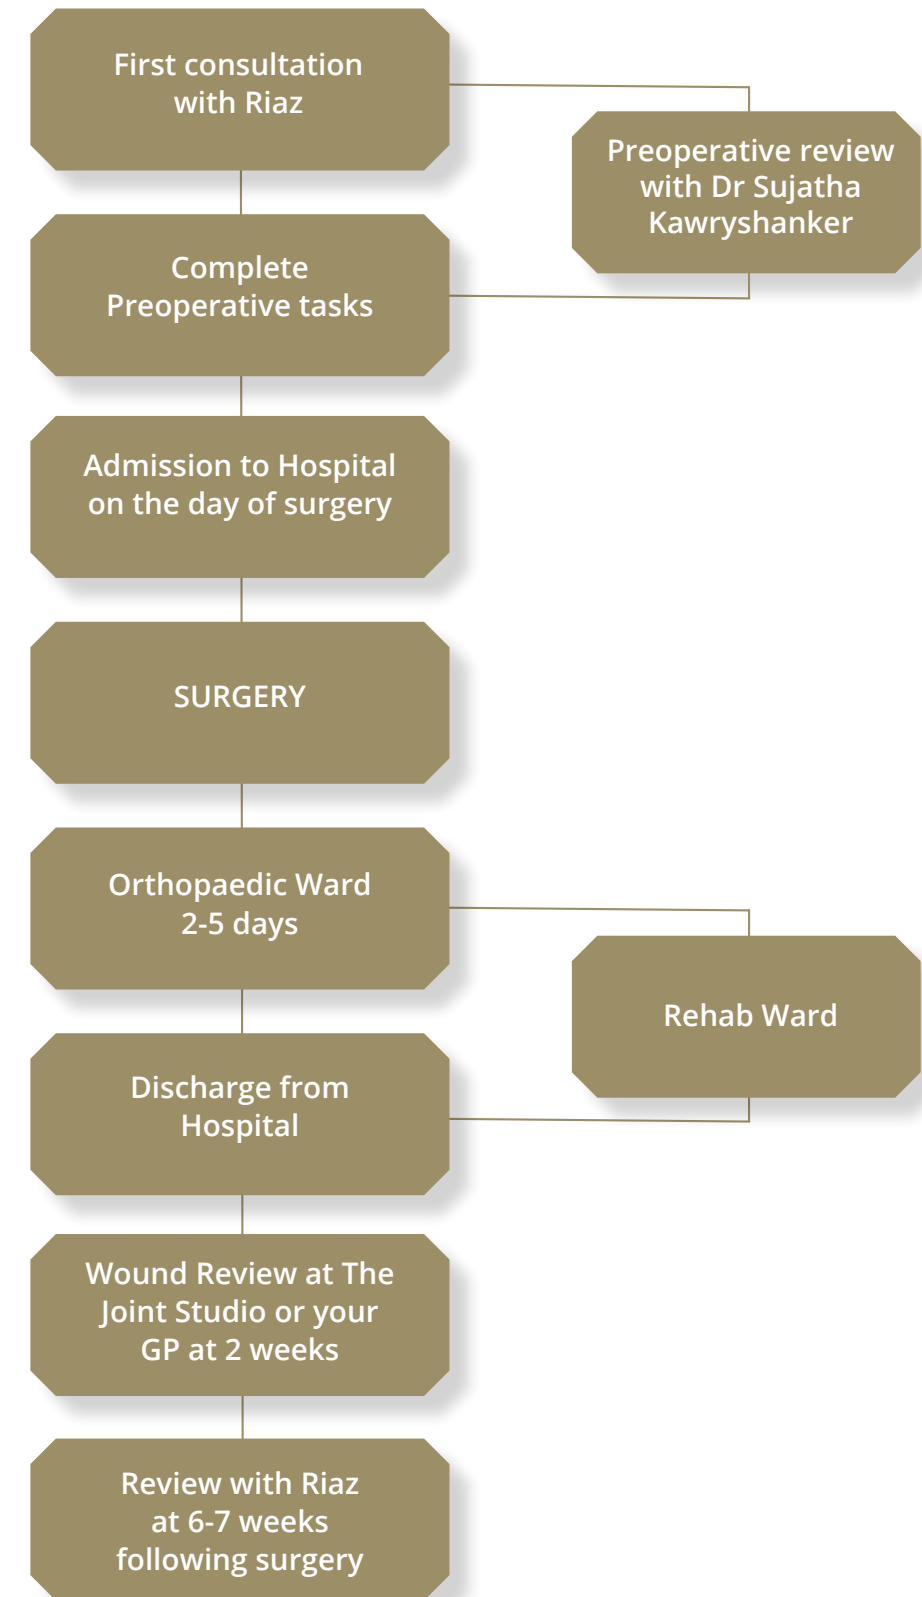 First consultation
with Riaz
Preoperative review
with Dr Sujatha
Kawryshanker
Complete
Preoperative tasks
Admission to Hospital
on the day of surgery
SURGERY
Orthopaedic Ward
2-5 days
Rehab Ward
Discharge from
Hospital
Wound Review at The
Joint Studio or your
GP at 2 weeks
Review with Riaz
at 6-7 weeks
following surgery